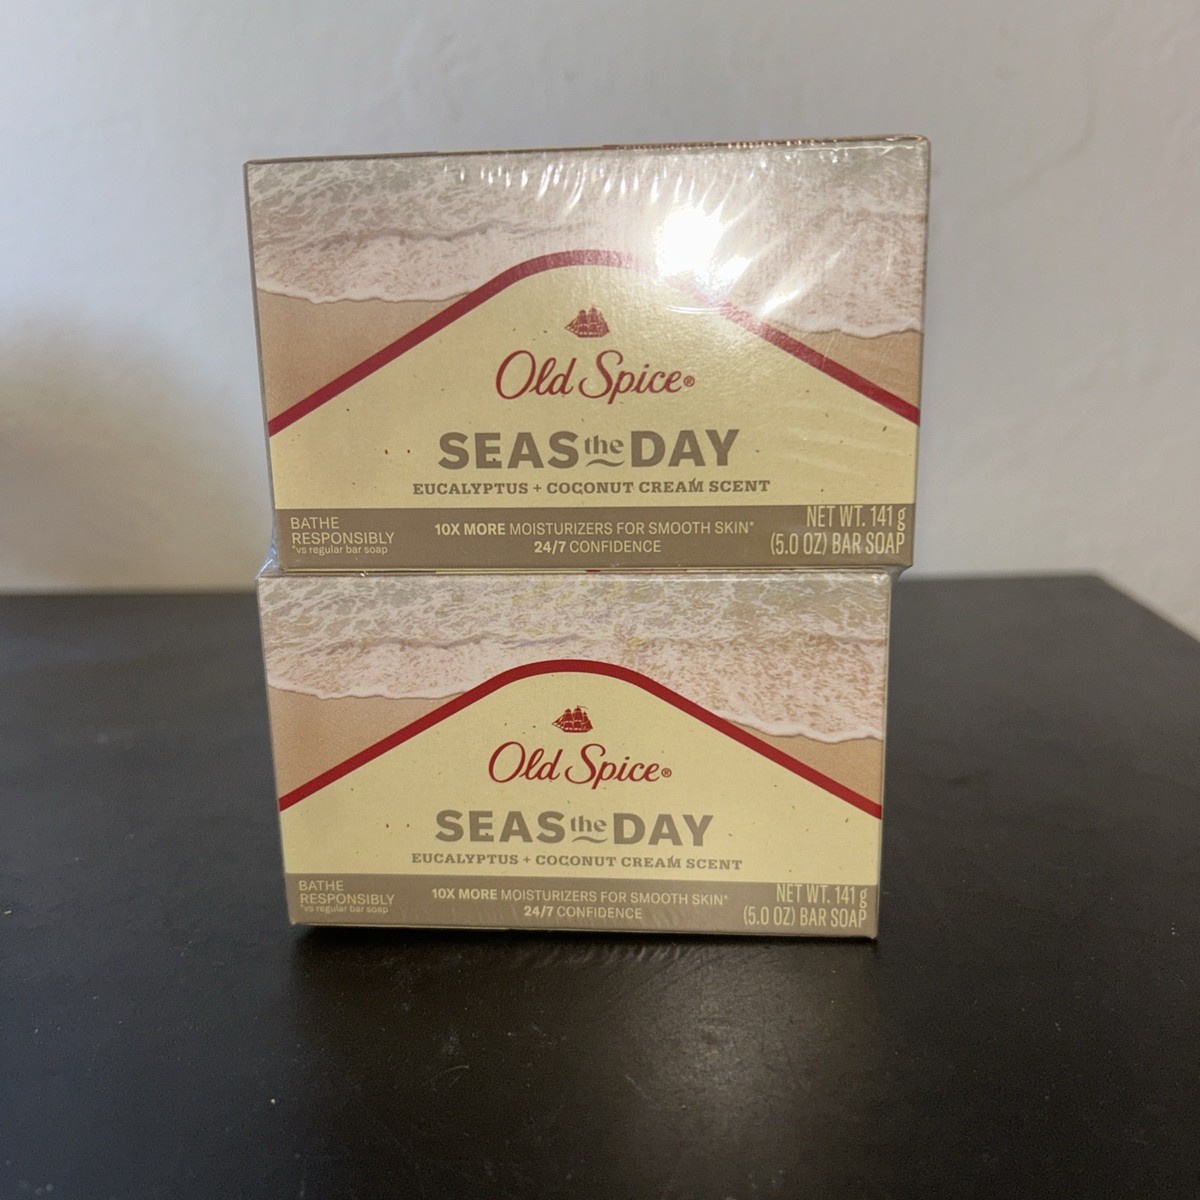 Old Spice®
SEAS the DAY
EUCALYPTUS + COCONUT CREAM SCENT
BATHE
RESPONSIBLY
*vs regular bar soap
10X MORE MOISTURIZERS FOR SMOOTH SKIN*
24/7 CONFIDENCE
NET WT. 141 g
(5.0 OZ) BAR SOAP
Old Spice®
SEAS the DAY
EUCALYPTUS + COCONUT CREAM SCENT
BATHE
RESPONSIBLY
*vs regular bar soap
10X MORE MOISTURIZERS FOR SMOOTH SKIN*
24/7 CONFIDENCE
NET WT. 141 g
(5.0 OZ) BAR SOAP